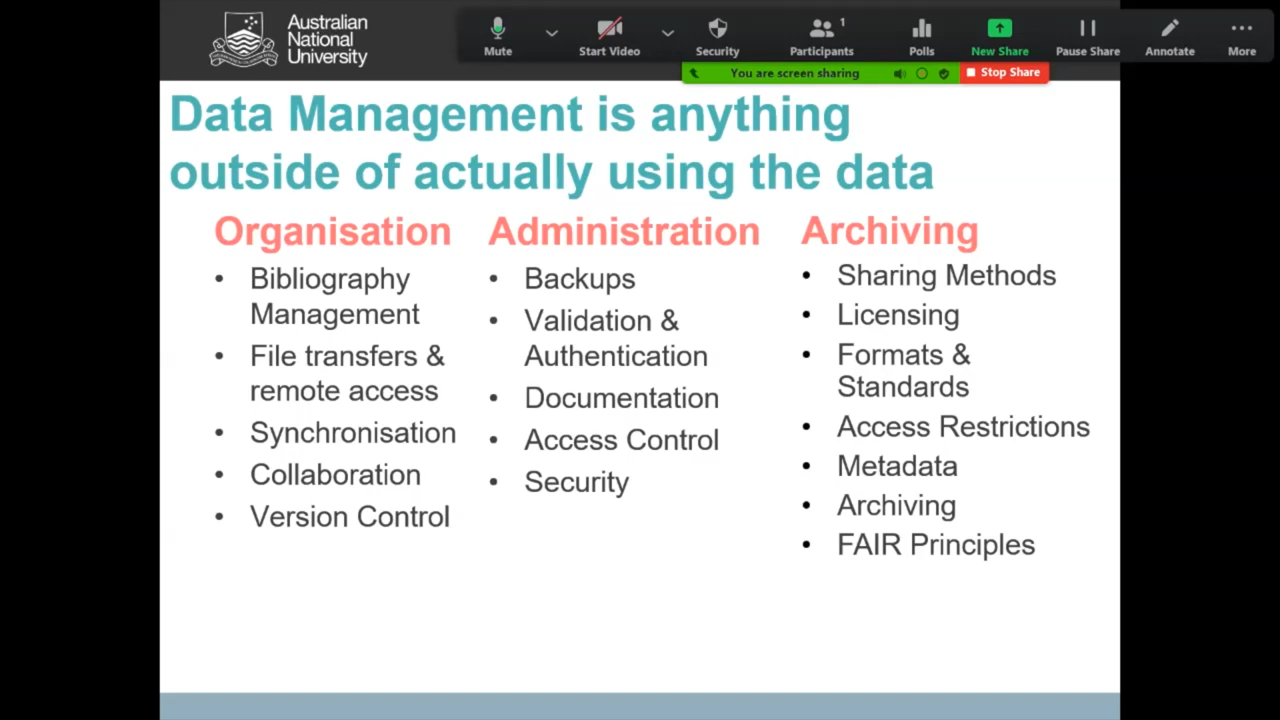 Australian
National
University
Mute
Start Video
Security
Participants
1
Polls
New Share
Pause Share
Annotate
More
You are screen sharing
Stop Share
Data Management is anything
outside of actually using the data
Organisation
• Bibliography
Management
• File transfers &
remote access
• Synchronisation
• Collaboration
• Version Control
Administration
• Backups
• Validation &
Authentication
• Documentation
• Access Control
• Security
Archiving
• Sharing Methods
• Licensing
• Formats &
Standards
• Access Restrictions
• Metadata
• Archiving
• FAIR Principles